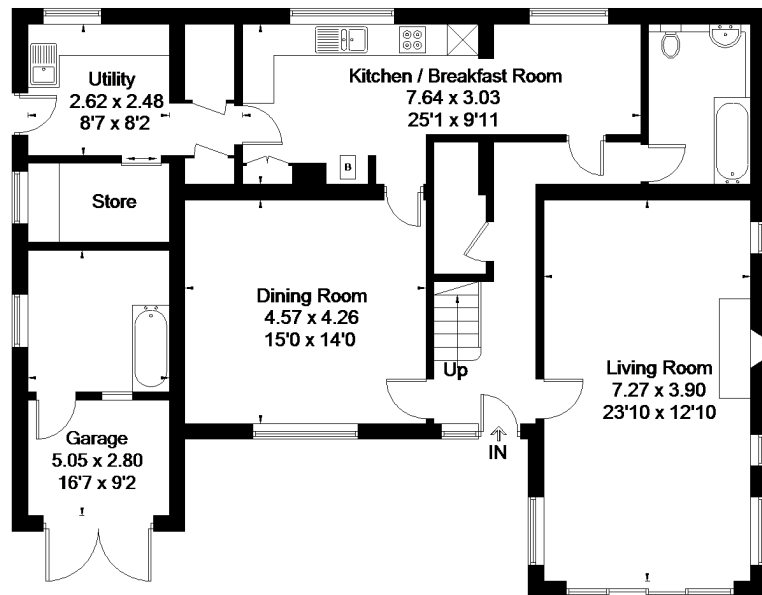 Utility
2.62 x 2.48
8'7 x 8'2
Kitchen / Breakfast Room
7.64 x 3.03
25'1 x 9'11
B
Store
Dining Room
4.57 x 4.26
15'0 x 14'0
Up
IN
Living Room
7.27 x 3.90
23'10 x 12'10
Garage
5.05 x 2.80
16'7 x 9'2